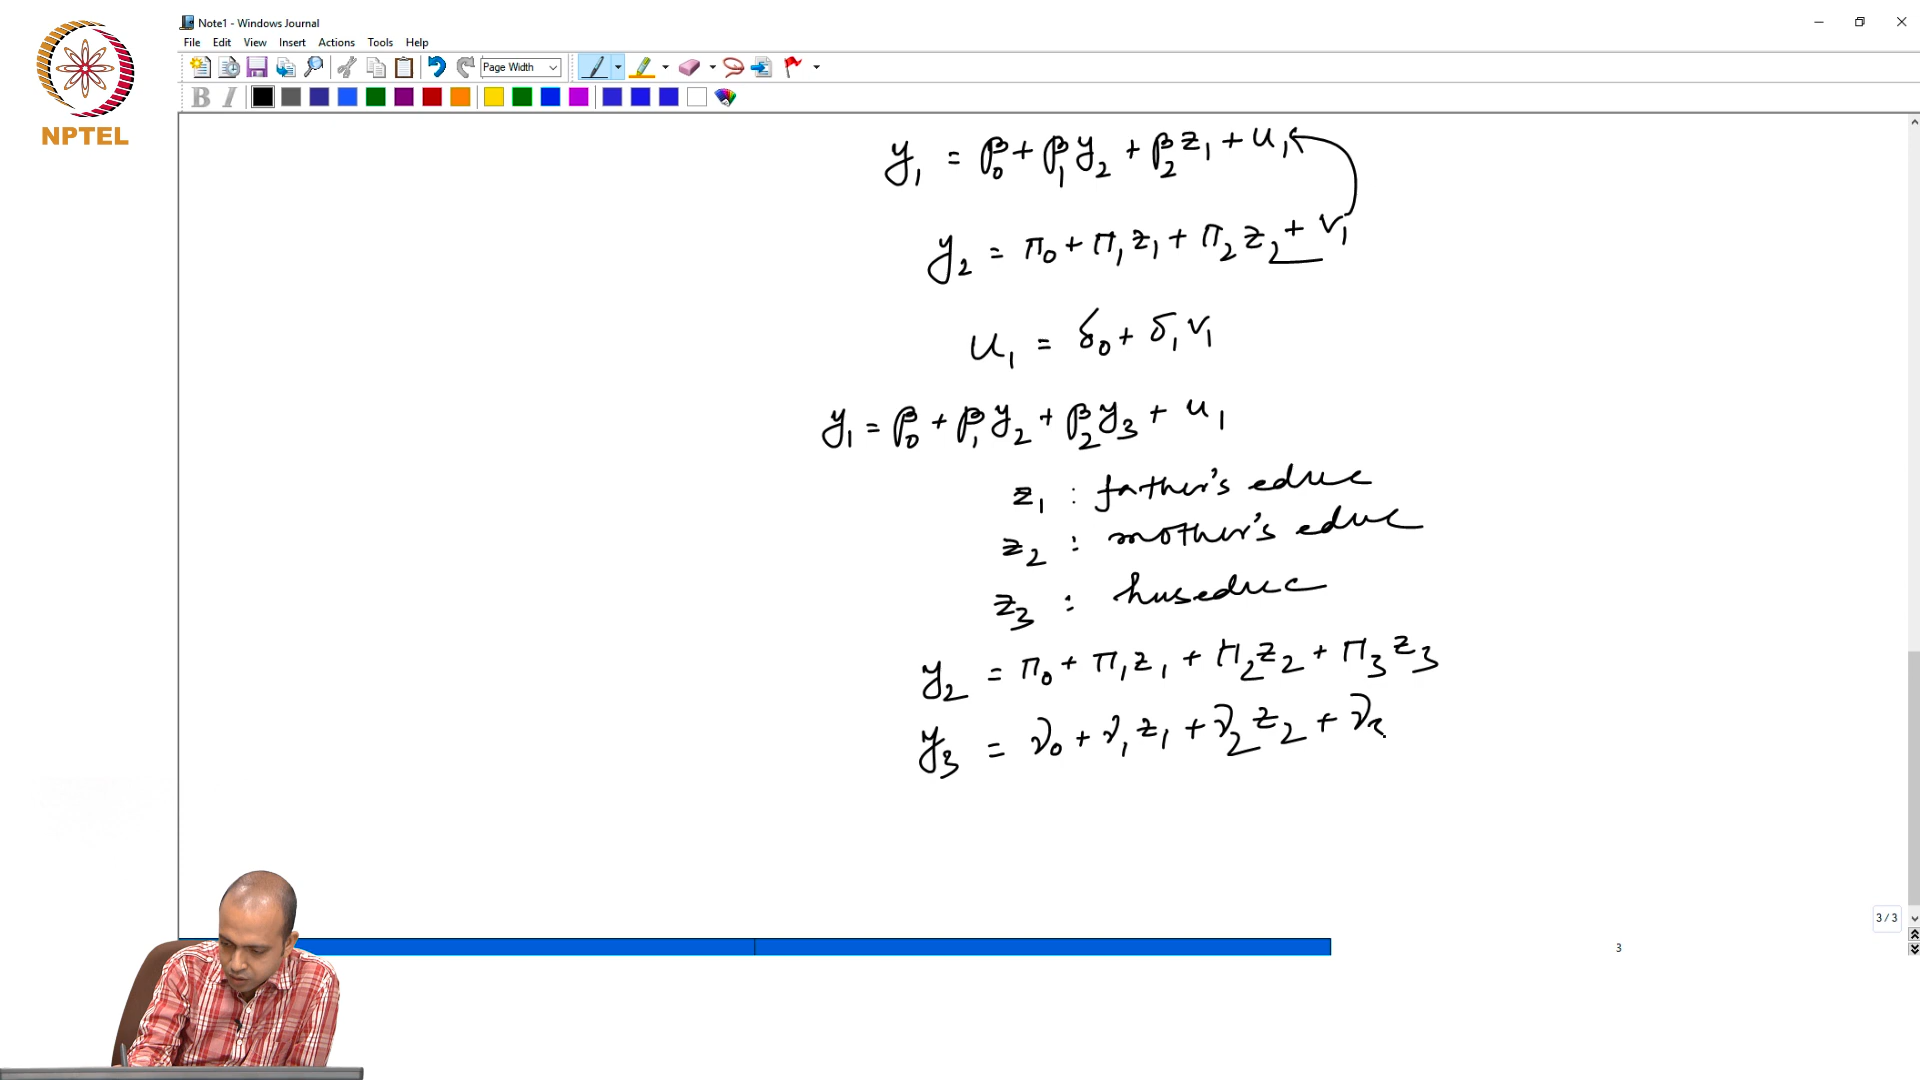 Note1 - Windows Journal
File Edit View Insert Actions Tools Help
Page Width
B I
NPTEL
y₁ = β₀ + β₁y₂ + β₂z₁ + u₁
y₂ = π₀ + π₁z₁ + π₂z₂ + v₁
u₁ = δ₀ + δ₁v₁
y₁ = β₀ + β₁y₂ + β₂y₃ + u₁
z₁ : father's educ
z₂ : mother's educ
z₃ : huseduc
y₂ = π₀ + π₁z₁ + π₂z₂ + π₃z₃
y₃ = ν₀ + ν₁z₁ + ν₂z₂ + ν₃
3 / 3
3